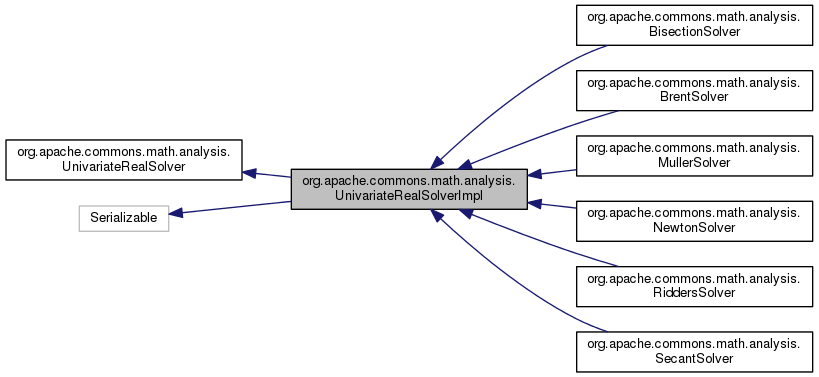 org.apache.commons.math.analysis.
UnivariateRealSolver
Serializable
org.apache.commons.math.analysis.
UnivariateRealSolverImpl
org.apache.commons.math.analysis.
BisectionSolver
org.apache.commons.math.analysis.
BrentSolver
org.apache.commons.math.analysis.
MullerSolver
org.apache.commons.math.analysis.
NewtonSolver
org.apache.commons.math.analysis.
RiddersSolver
org.apache.commons.math.analysis.
SecantSolver